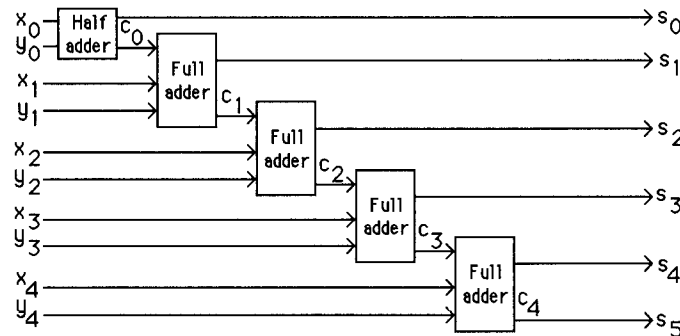 x₀ Half adder c₀ s₀
y₀
x₁ Full adder s₁
y₁ c₁
x₂ Full adder s₂
y₂ c₂
x₃ Full adder s₃
y₃ c₃
x₄ Full adder s₄
y₄ c₄ s₅